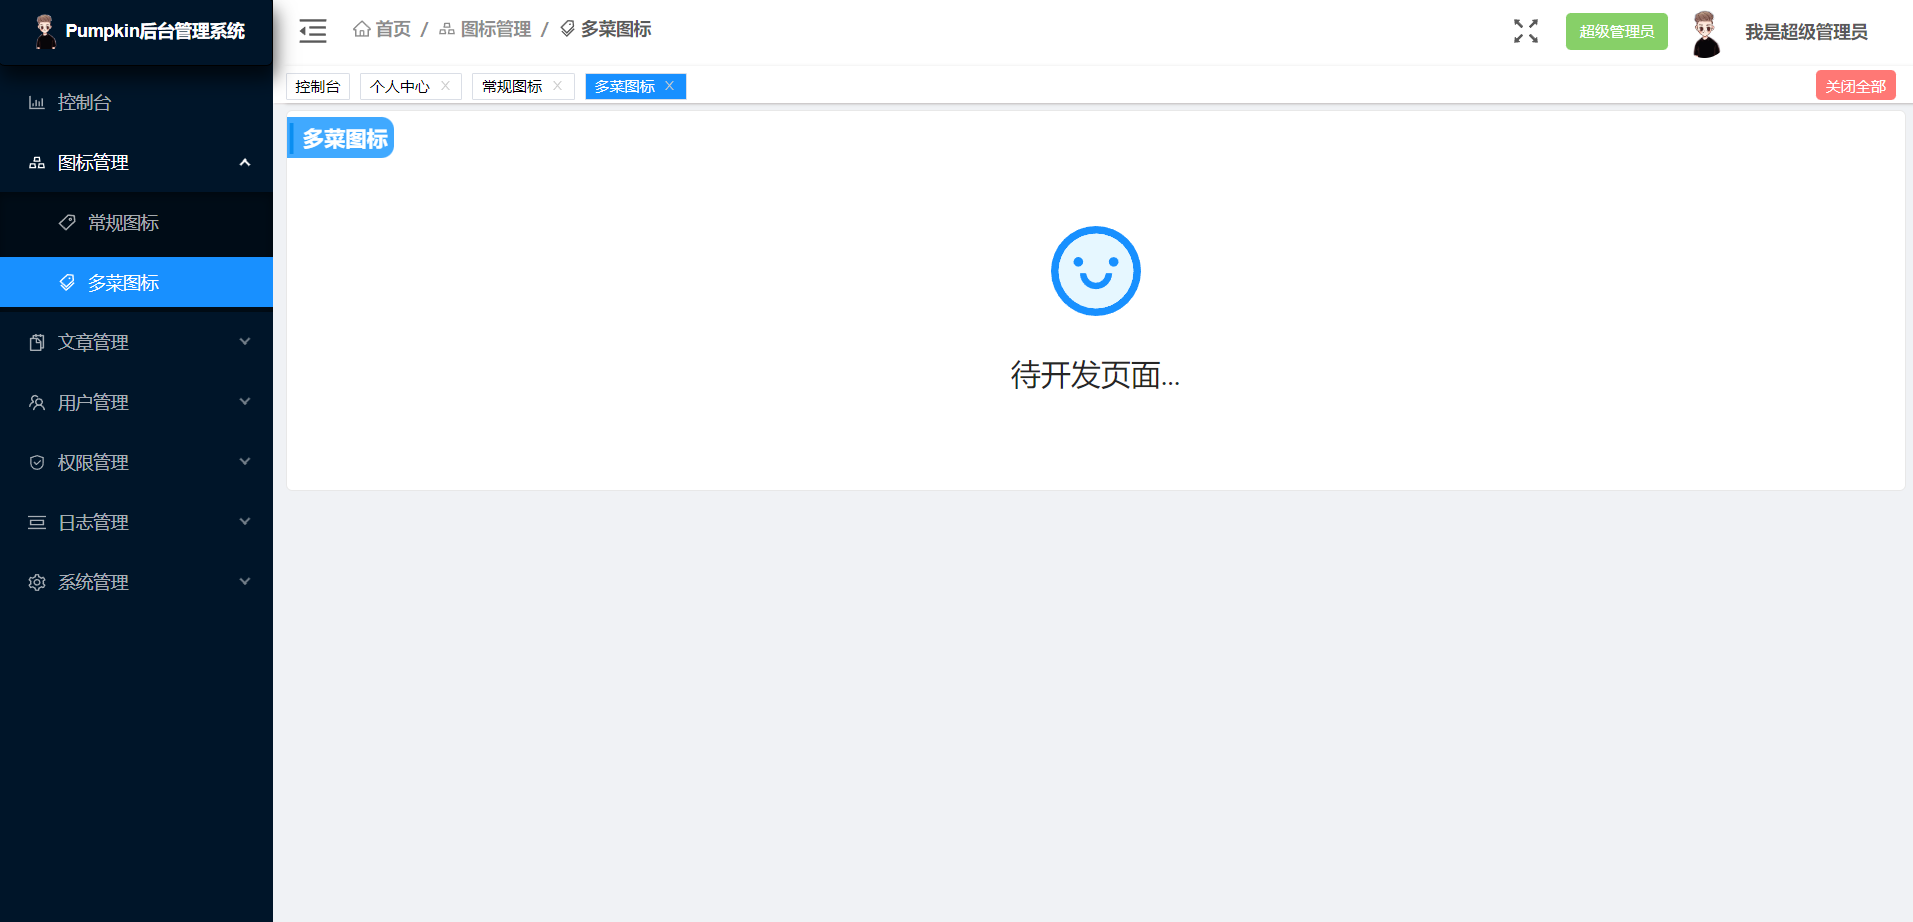 Pumpkin后台管理系统
首页 / 图标管理 / 多菜图标
超级管理员
我是超级管理员
控制台
个人中心
常规图标
多菜图标
关闭全部
控制台
图标管理
常规图标
多菜图标
文章管理
用户管理
权限管理
日志管理
系统管理
多菜图标
待开发页面...